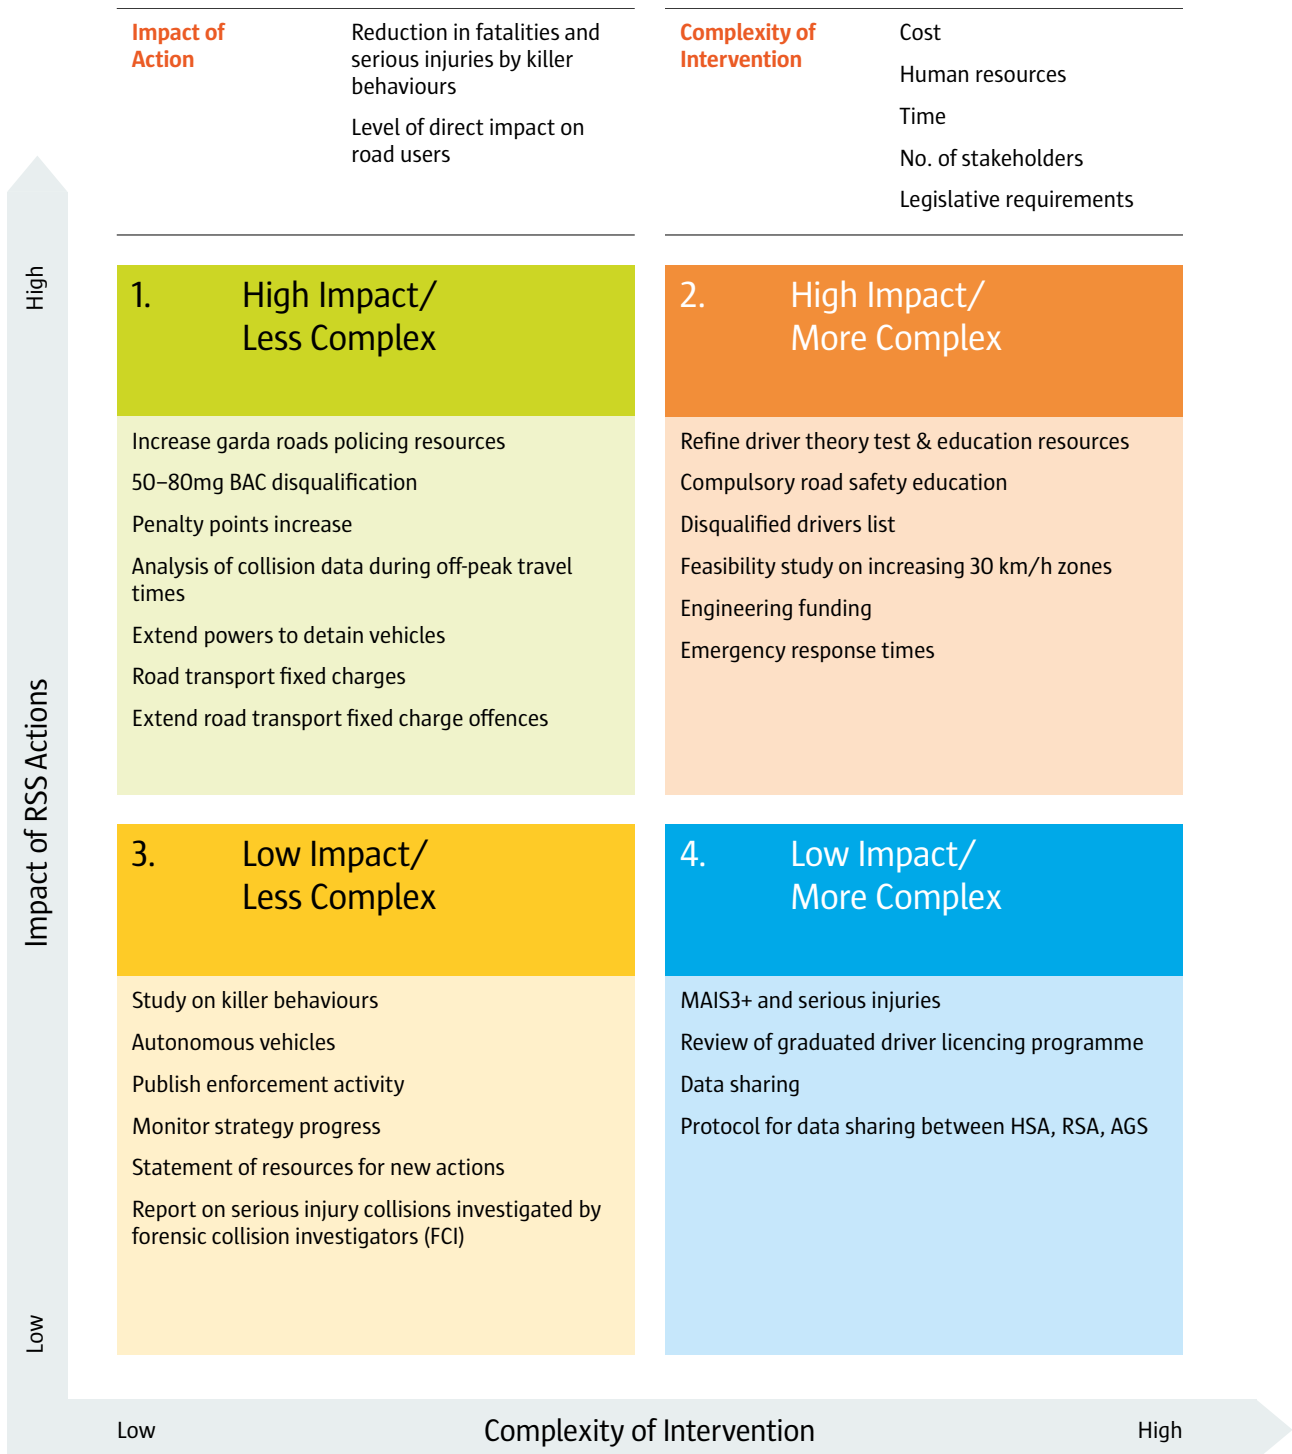 Impact of
Action
Reduction in fatalities and
serious injuries by killer
behaviours
Level of direct impact on
road users
Complexity of
Intervention
Cost
Human resources
Time
No. of stakeholders
Legislative requirements
High
Impact of RSS Actions
Low
1. High Impact/
Less Complex
Increase garda roads policing resources
50–80mg BAC disqualification
Penalty points increase
Analysis of collision data during off-peak travel
times
Extend powers to detain vehicles
Road transport fixed charges
Extend road transport fixed charge offences
2. High Impact/
More Complex
Refine driver theory test & education resources
Compulsory road safety education
Disqualified drivers list
Feasibility study on increasing 30 km/h zones
Engineering funding
Emergency response times
3. Low Impact/
Less Complex
Study on killer behaviours
Autonomous vehicles
Publish enforcement activity
Monitor strategy progress
Statement of resources for new actions
Report on serious injury collisions investigated by
forensic collision investigators (FCI)
4. Low Impact/
More Complex
MAIS3+ and serious injuries
Review of graduated driver licencing programme
Data sharing
Protocol for data sharing between HSA, RSA, AGS
Low Complexity of Intervention High